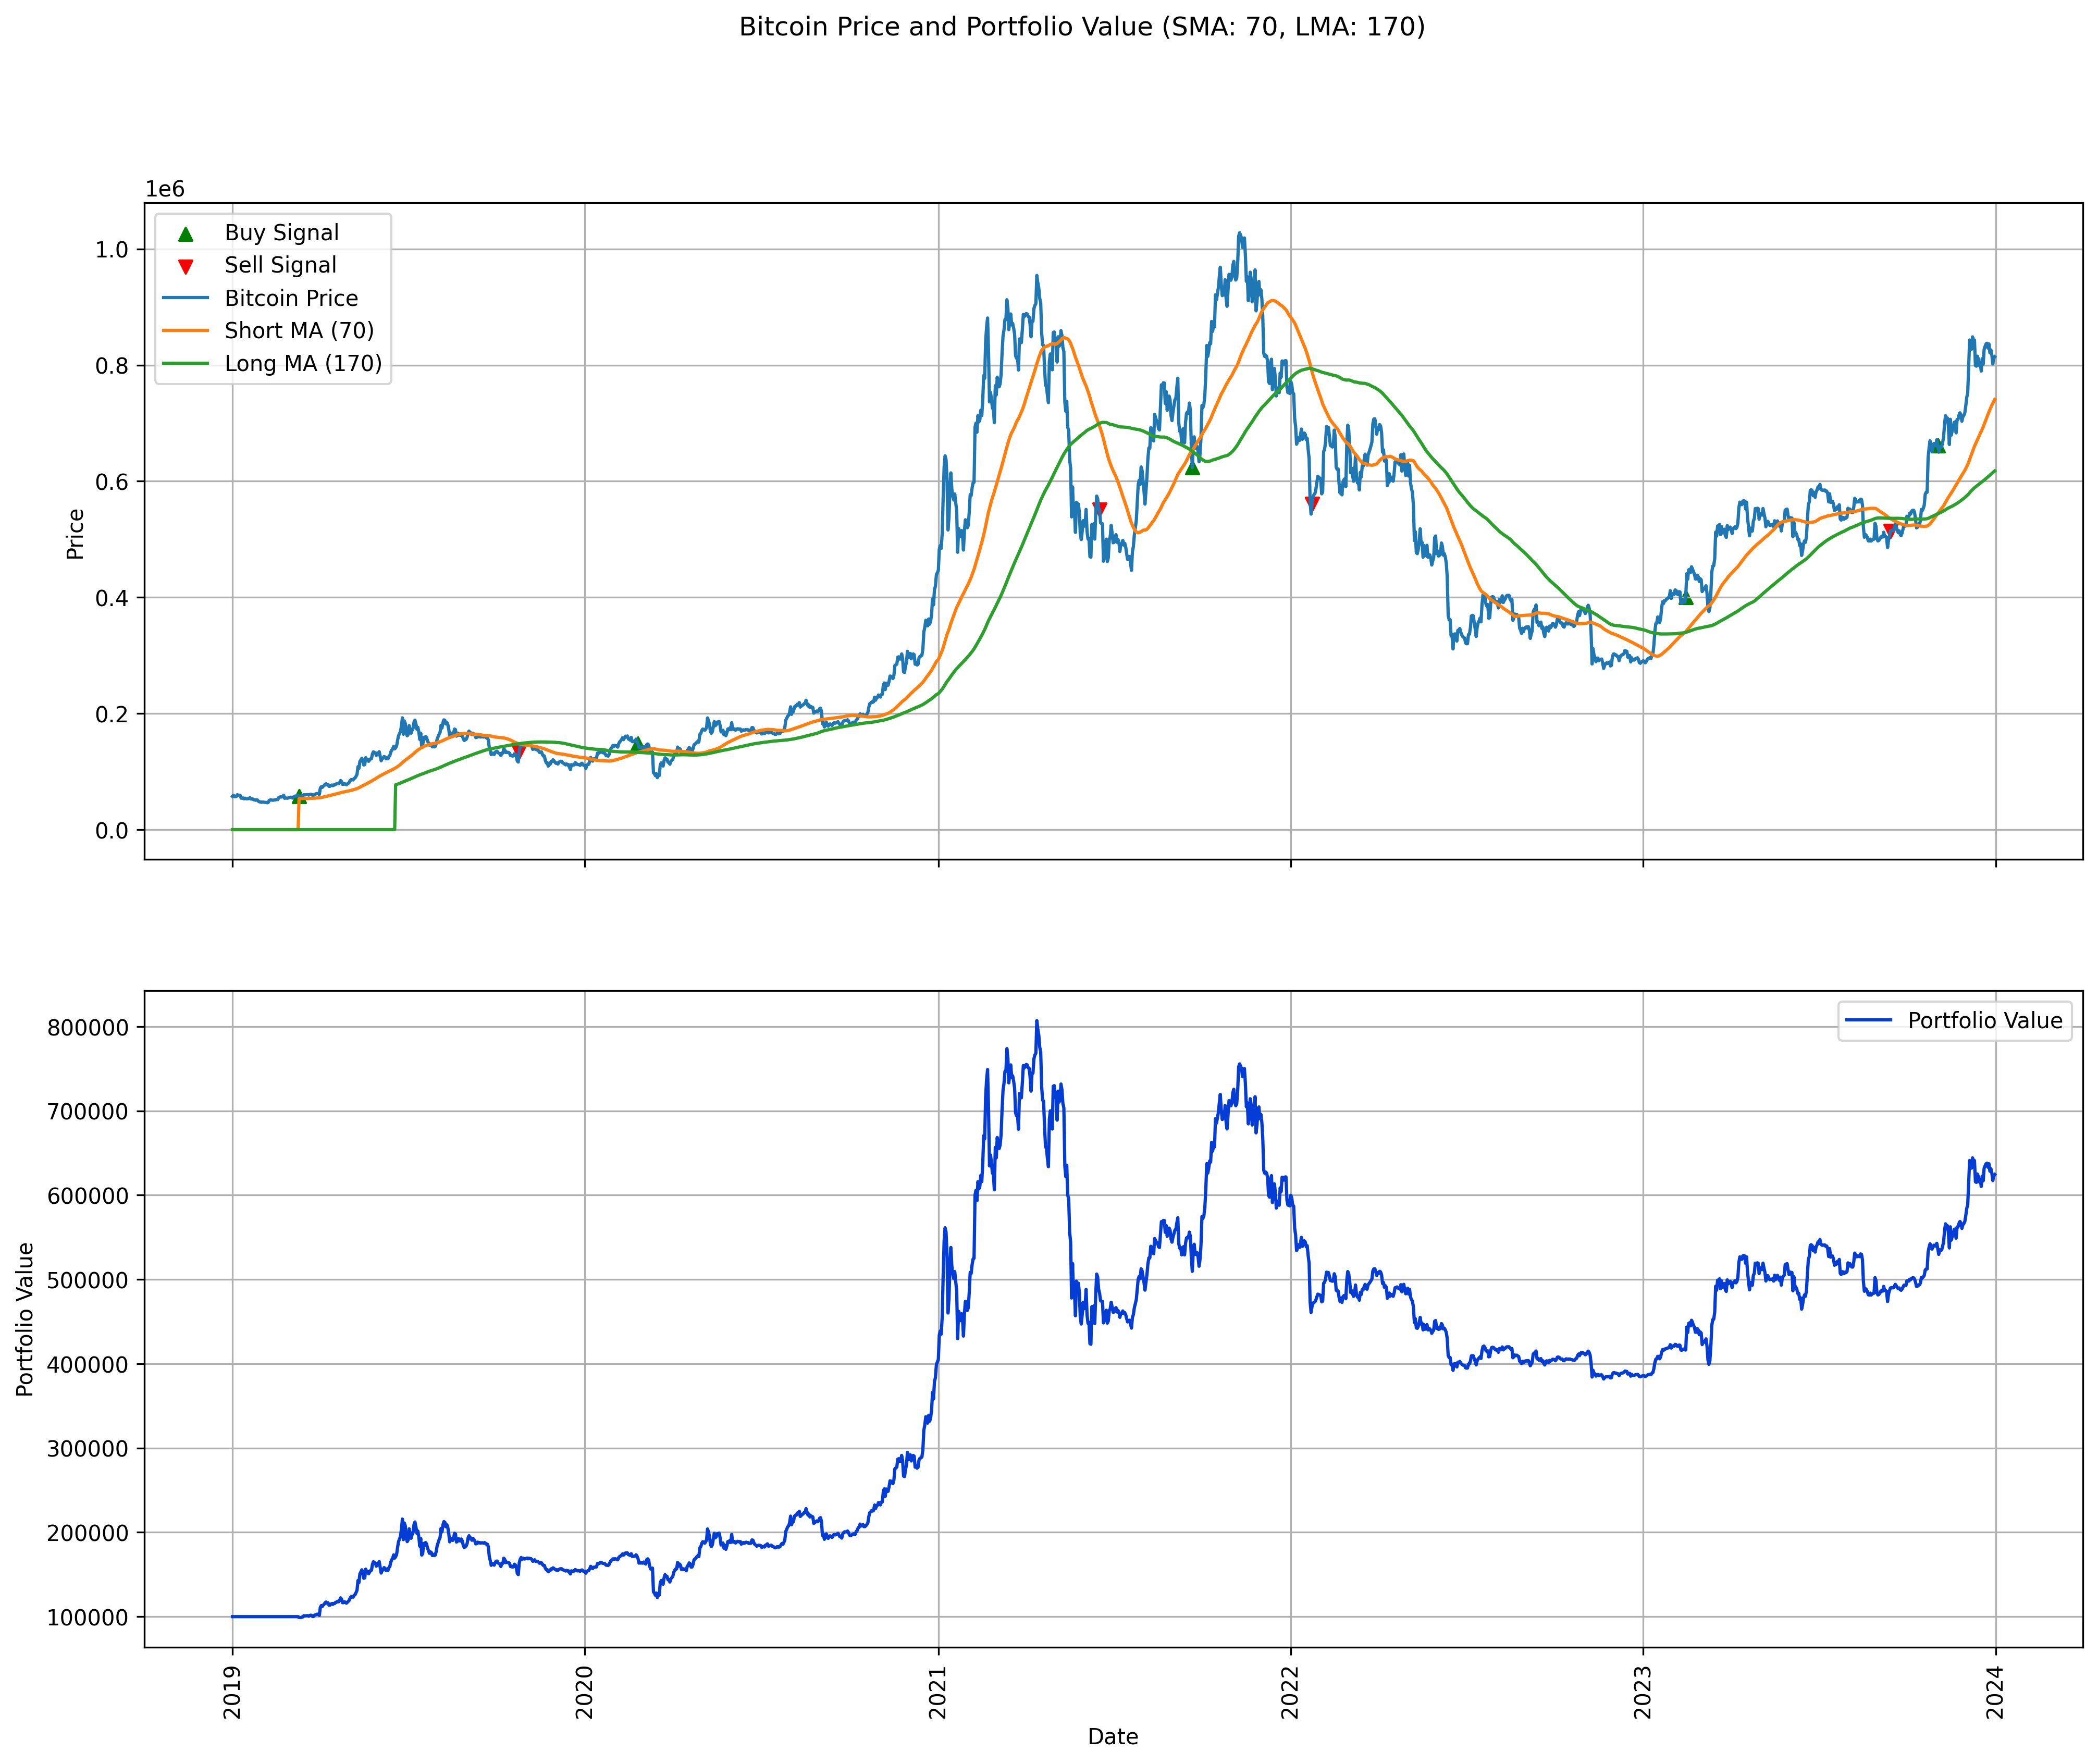 Bitcoin Price and Portfolio Value (SMA: 70, LMA: 170)
1e6
Buy Signal
Sell Signal
Bitcoin Price
Short MA (70)
Long MA (170)
1.0
0.8
0.6
0.4
0.2
0.0
Price
Portfolio Value
800000
700000
600000
500000
400000
300000
200000
100000
Portfolio Value
2019
2020
2021
2022
2023
2024
Date